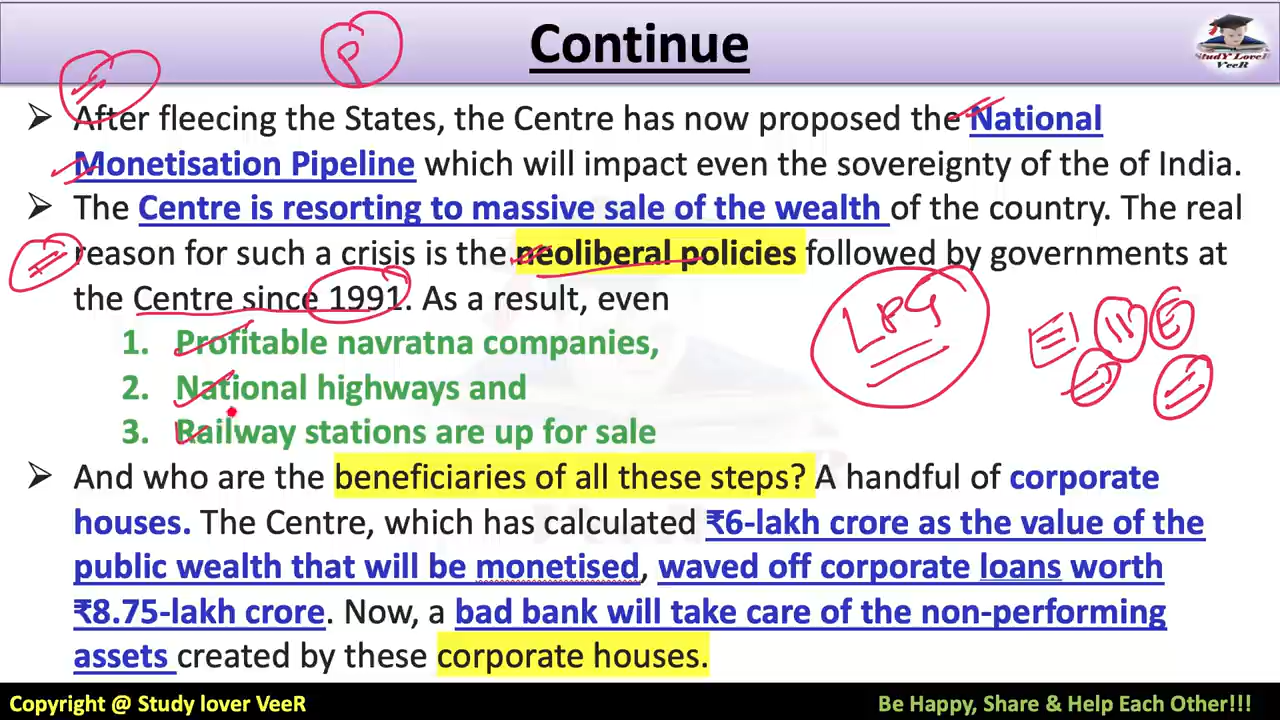 Continue
StudY LoveR
VeeR
P
➢ After fleecing the States, the Centre has now proposed the National
Monetisation Pipeline which will impact even the sovereignty of the of India.
➢ The Centre is resorting to massive sale of the wealth of the country. The real
reason for such a crisis is the neoliberal policies followed by governments at
the Centre since 1991. As a result, even
LPG
1. Profitable navratna companies,
2. National highways and
3. Railway stations are up for sale
➢ And who are the beneficiaries of all these steps? A handful of corporate
houses. The Centre, which has calculated ₹6-lakh crore as the value of the
public wealth that will be monetised, waved off corporate loans worth
₹8.75-lakh crore. Now, a bad bank will take care of the non-performing
assets created by these corporate houses.
Copyright @ Study lover VeeR
Be Happy, Share & Help Each Other!!!